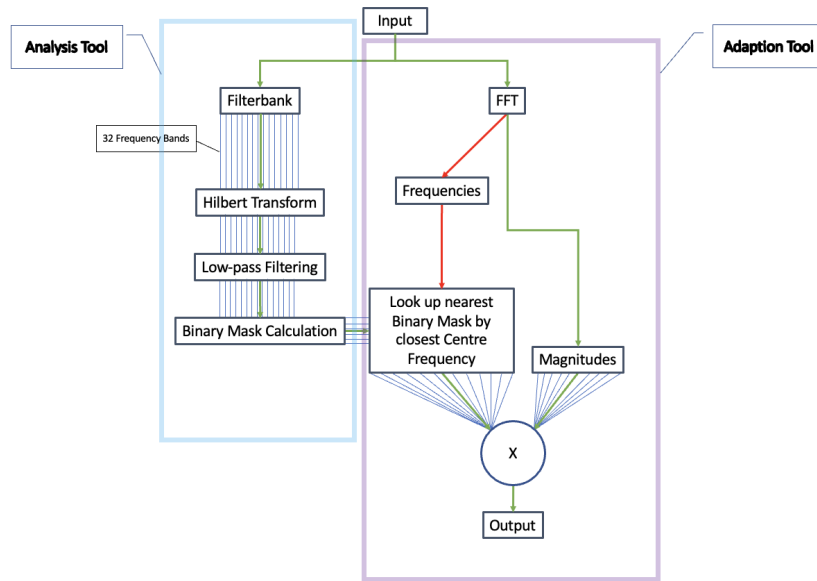 Input
Analysis Tool
Adaption Tool
Filterbank
FFT
32 Frequency Bands
Frequencies
Hilbert Transform
Low-pass Filtering
Binary Mask Calculation
Look up nearest
Binary Mask by
closest Centre
Frequency
Magnitudes
X
Output